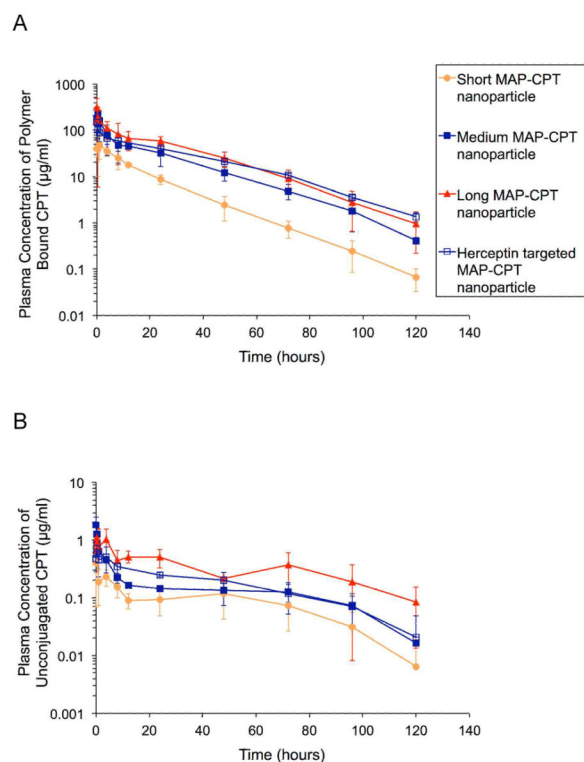 A
Plasma Concentration of Polymer
Bound CPT (µg/ml)
1000
100
10
1
0.1
0.01
0
20
40
60
80
100
120
140
Time (hours)
Short MAP-CPT
nanoparticle
Medium MAP-CPT
nanoparticle
Long MAP-CPT
nanoparticle
Herceptin targeted
MAP-CPT
nanoparticle
B
Plasma Concentration of
Unconjuagated CPT (µg/ml)
10
1
0.1
0.01
0.001
0
20
40
60
80
100
120
140
Time (hours)